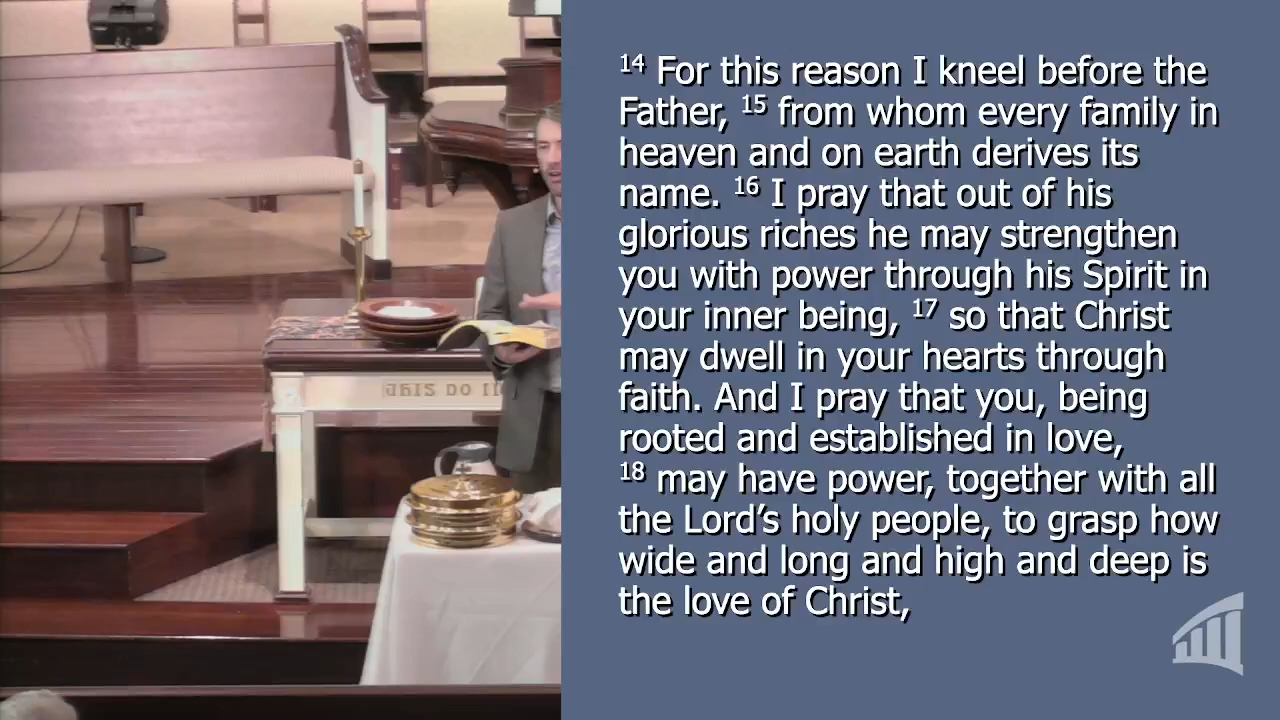 14 For this reason I kneel before the
Father, 15 from whom every family in
heaven and on earth derives its
name. 16 I pray that out of his
glorious riches he may strengthen
you with power through his Spirit in
your inner being, 17 so that Christ
may dwell in your hearts through
faith. And I pray that you, being
rooted and established in love,
18 may have power, together with all
the Lord’s holy people, to grasp how
wide and long and high and deep is
the love of Christ,
THIS DO II